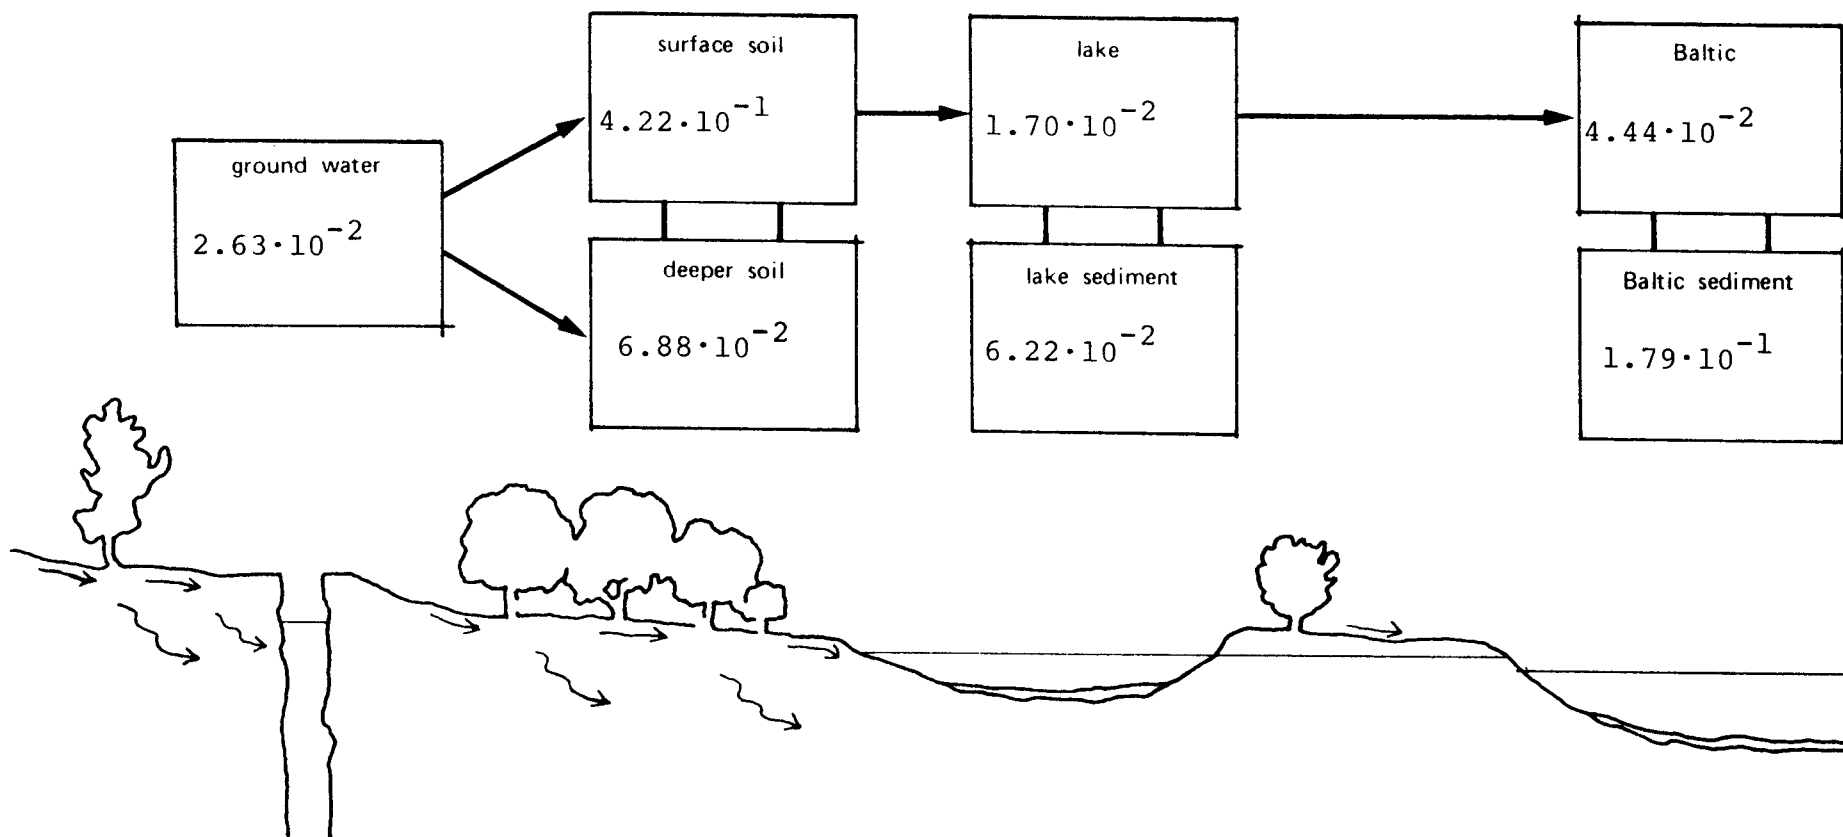 ground water
2.63·10⁻²
surface soil
4.22·10⁻¹
deeper soil
6.88·10⁻²
lake
1.70·10⁻²
lake sediment
6.22·10⁻²
Baltic
4.44·10⁻²
Baltic sediment
1.79·10⁻¹